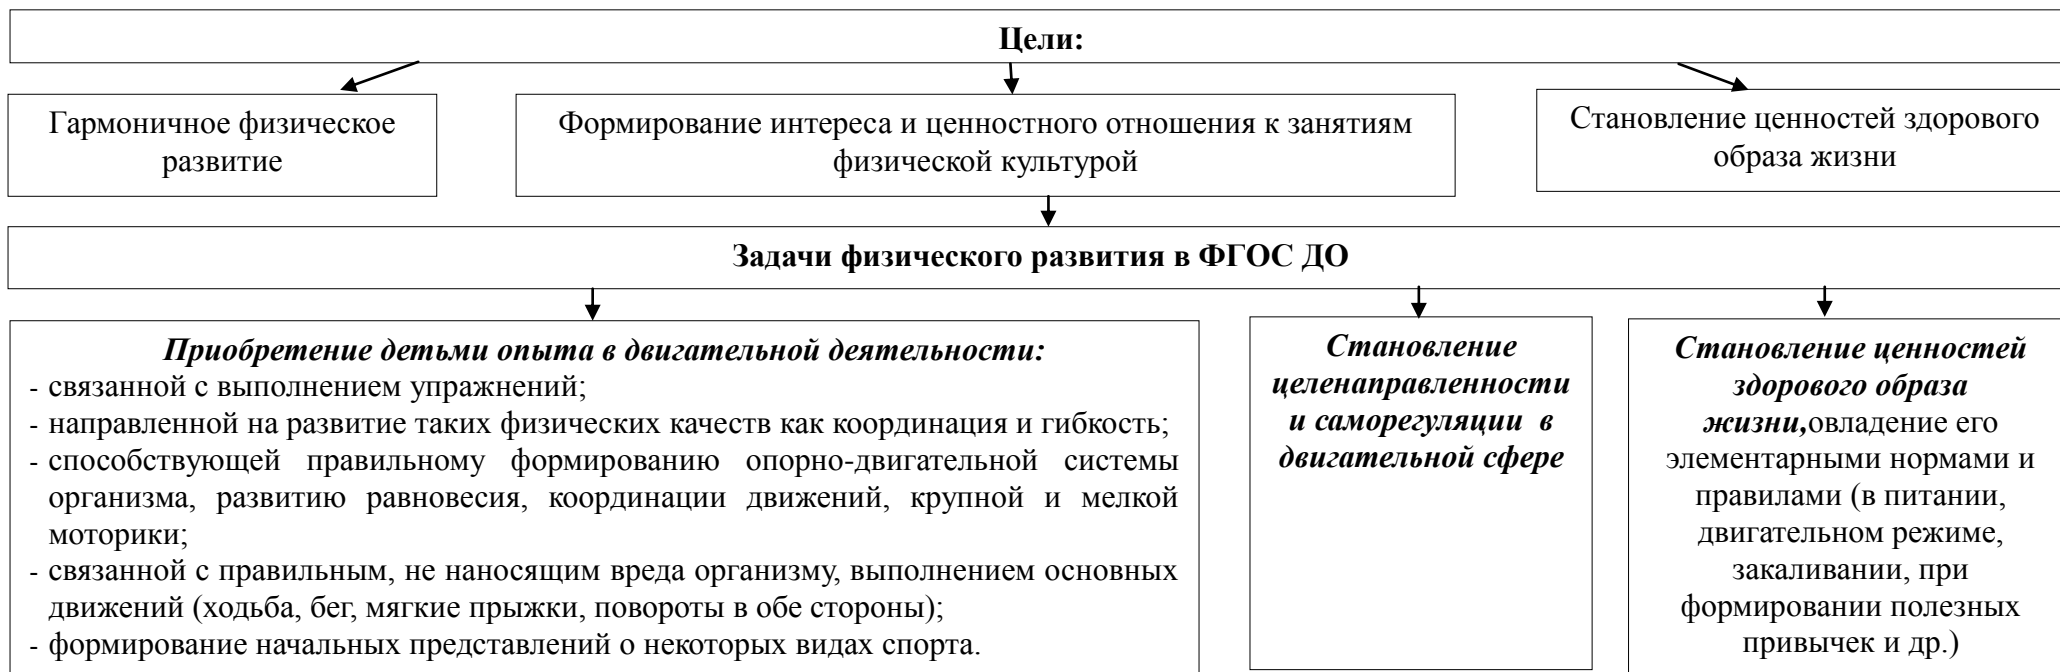 Цели:
Гармоничное физическое
развитие
Формирование интереса и ценностного отношения к занятиям
физической культурой
Становление ценностей здорового
образа жизни
Задачи физического развития в ФГОС ДО
Приобретение детьми опыта в двигательной деятельности:
- связанной с выполнением упражнений;
- направленной на развитие таких физических качеств как координация и гибкость;
- способствующей правильному формированию опорно-двигательной системы
организма, развитию равновесия, координации движений, крупной и мелкой
моторики;
- связанной с правильным, не наносящим вреда организму, выполнением основных
движений (ходьба, бег, мягкие прыжки, повороты в обе стороны);
- формирование начальных представлений о некоторых видах спорта.
Становление
целенаправленности
и саморегуляции в
двигательной сфере
Становление ценностей
здорового образа
жизни,овладение его
элементарными нормами и
правилами (в питании,
двигательном режиме,
закаливании, при
формировании полезных
привычек и др.)